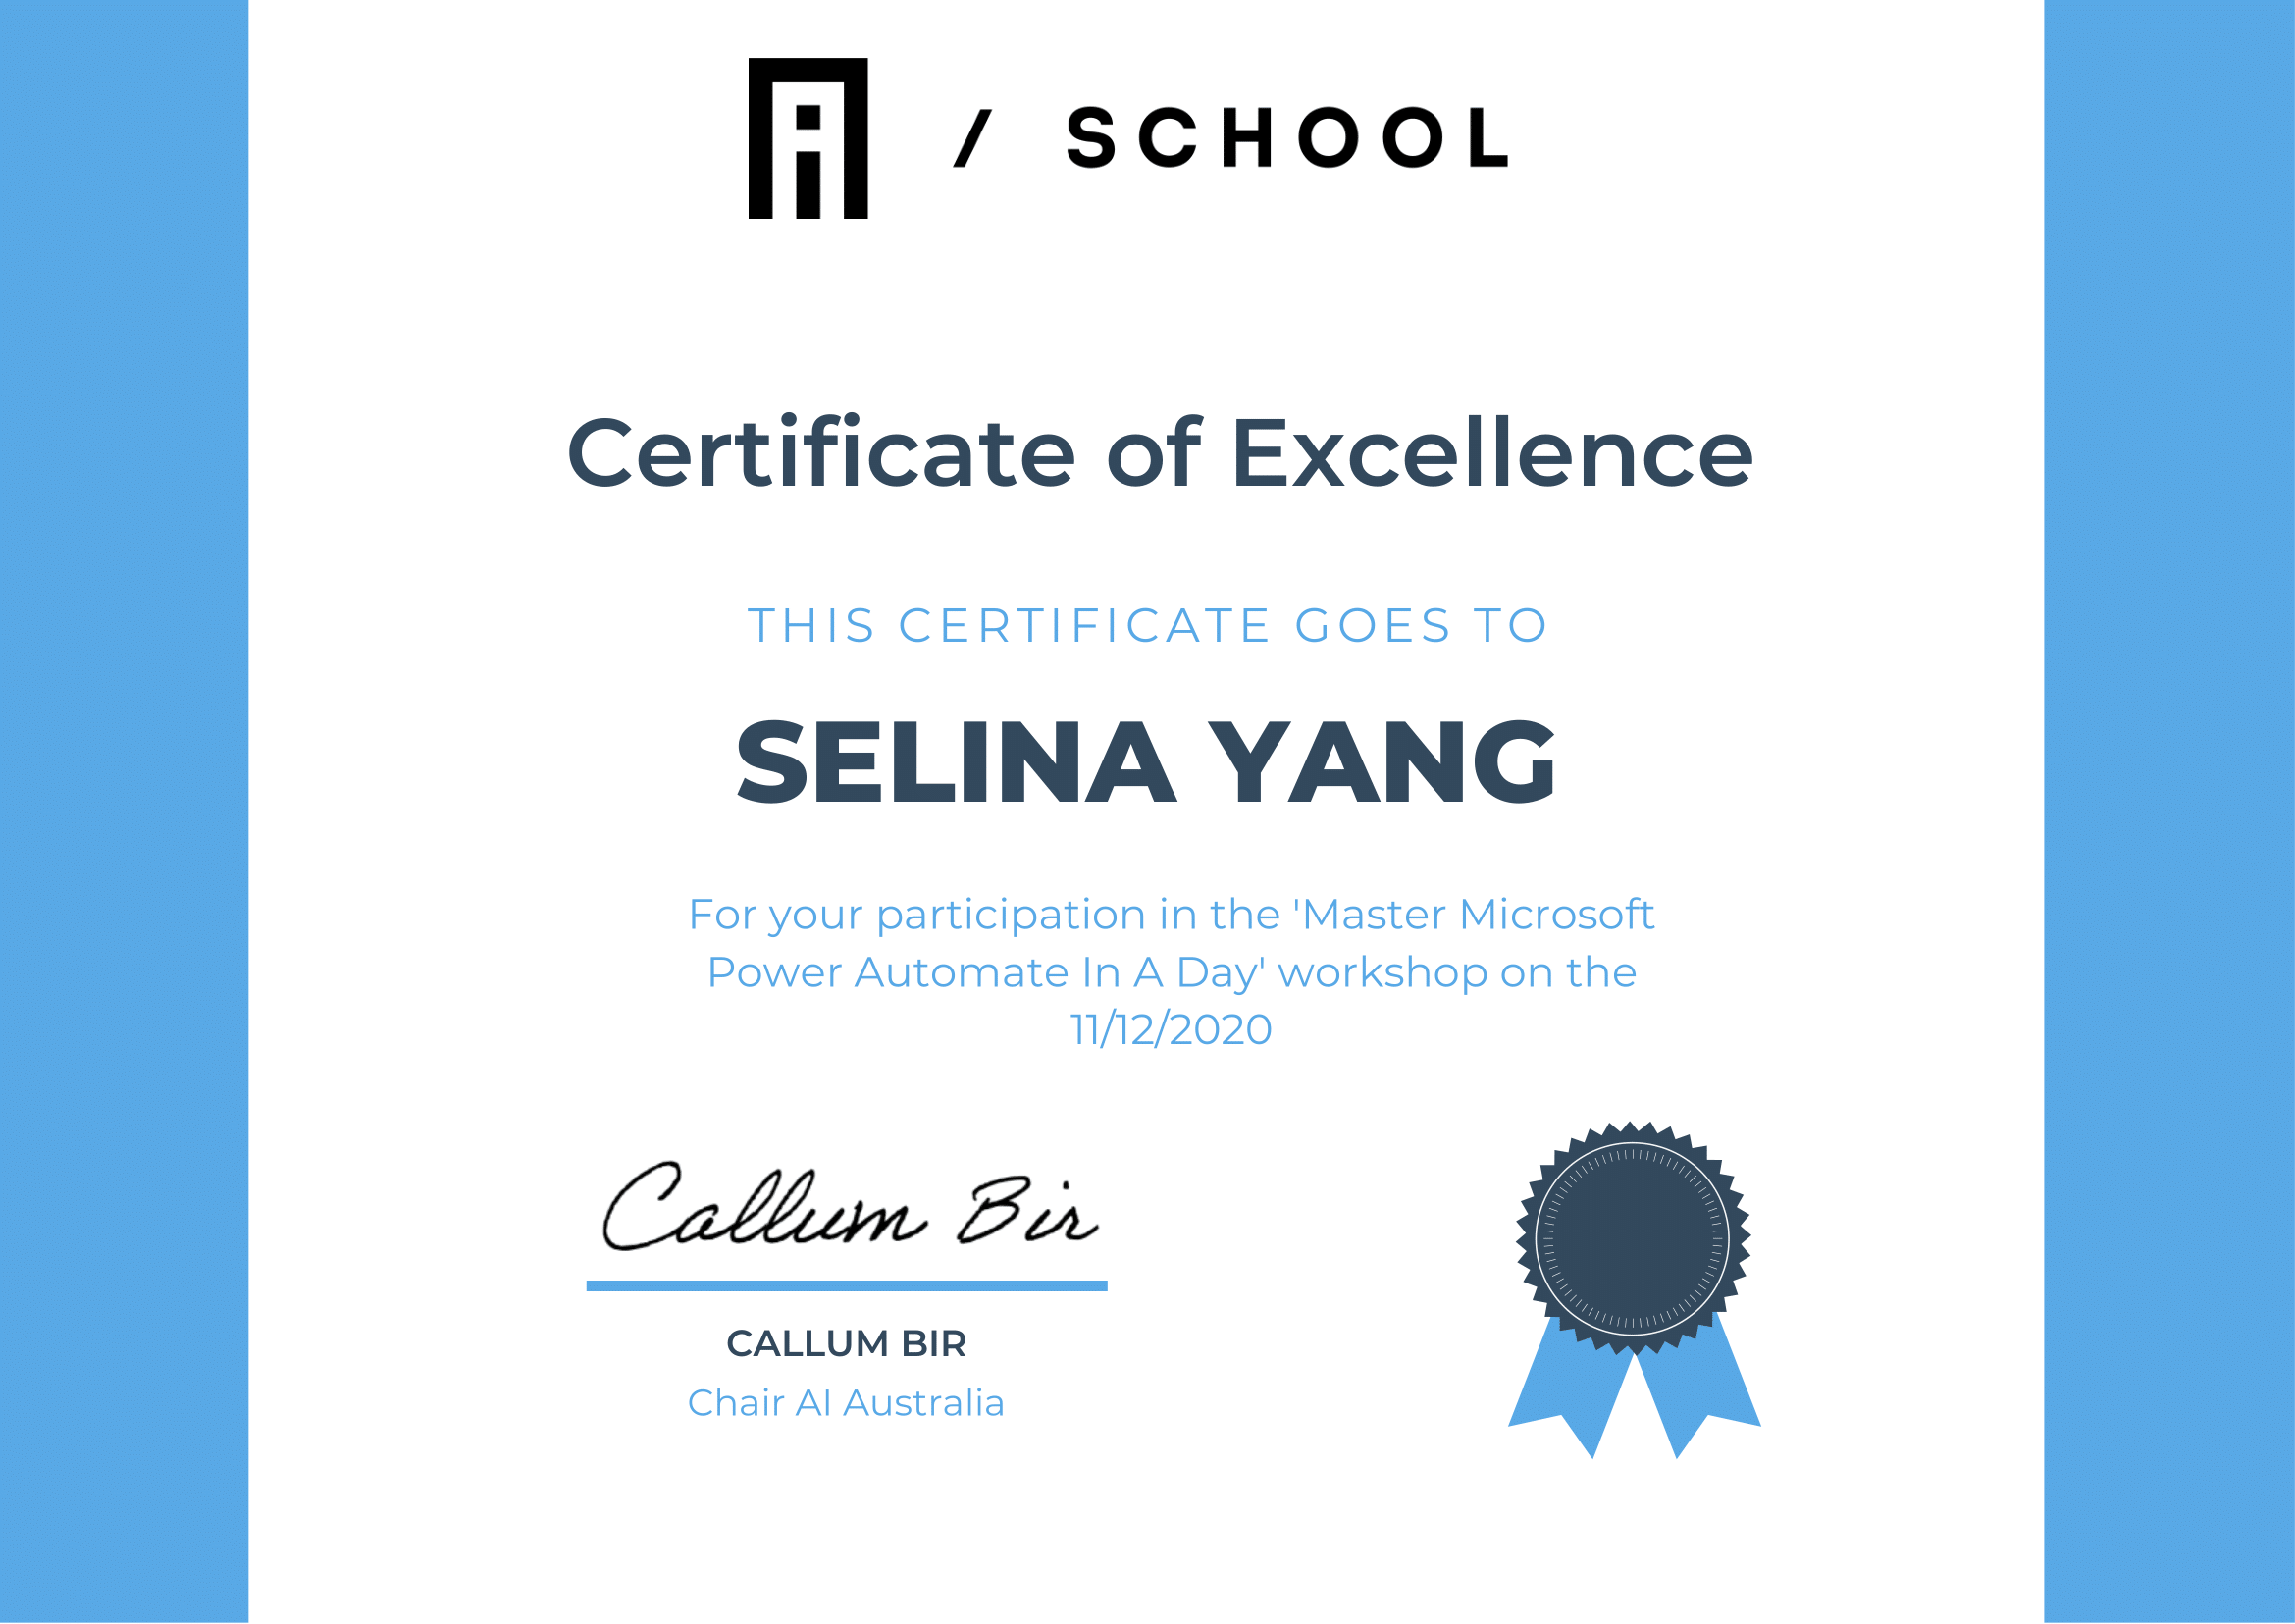 Ai / SCHOOL
Certificate of Excellence
THIS CERTIFICATE GOES TO
SELINA YANG
For your participation in the 'Master Microsoft
Power Automate In A Day' workshop on the
11/12/2020
Callum Bir
CALLUM BIR
Chair AI Australia